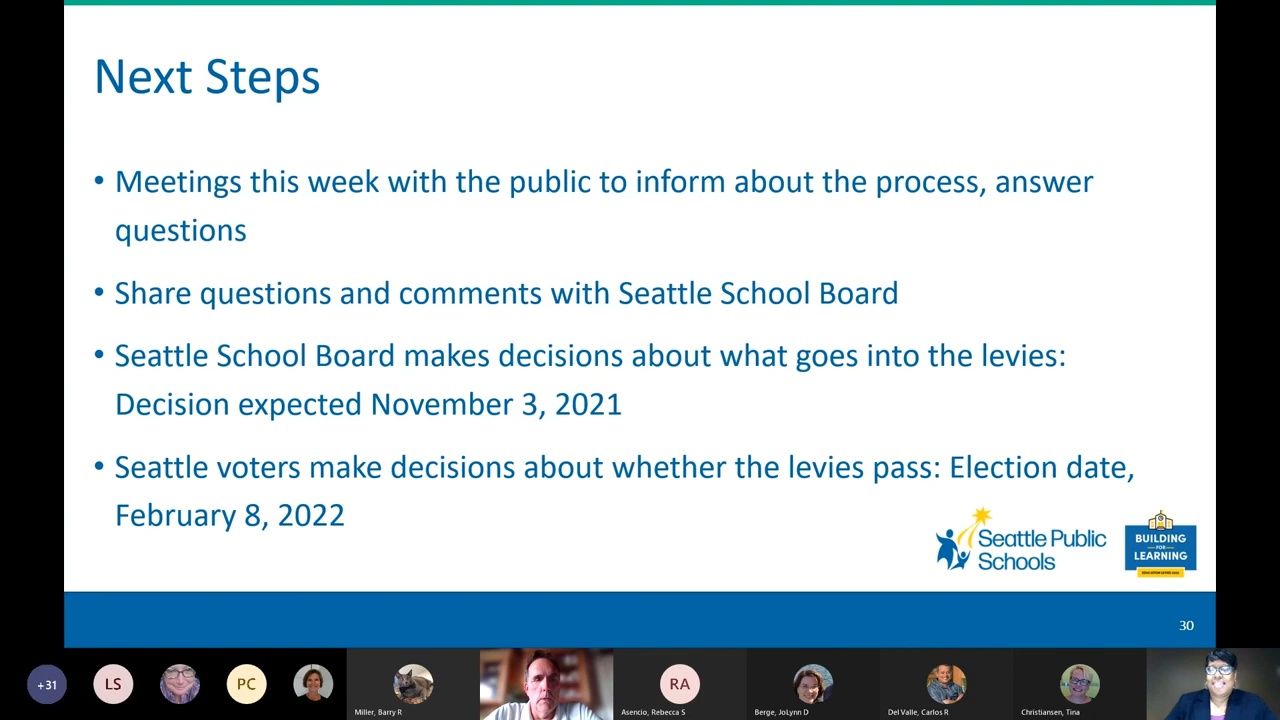 Next Steps
• Meetings this week with the public to inform about the process, answer
questions
• Share questions and comments with Seattle School Board
• Seattle School Board makes decisions about what goes into the levies:
Decision expected November 3, 2021
• Seattle voters make decisions about whether the levies pass: Election date,
February 8, 2022
Seattle Public
Schools
BUILDING
FOR
LEARNING
30
+31
LS
PC
Miller, Barry R
RA
Asencio, Rebecca S
Berge, JoLynn D
Del Valle, Carlos R
Christiansen, Tina